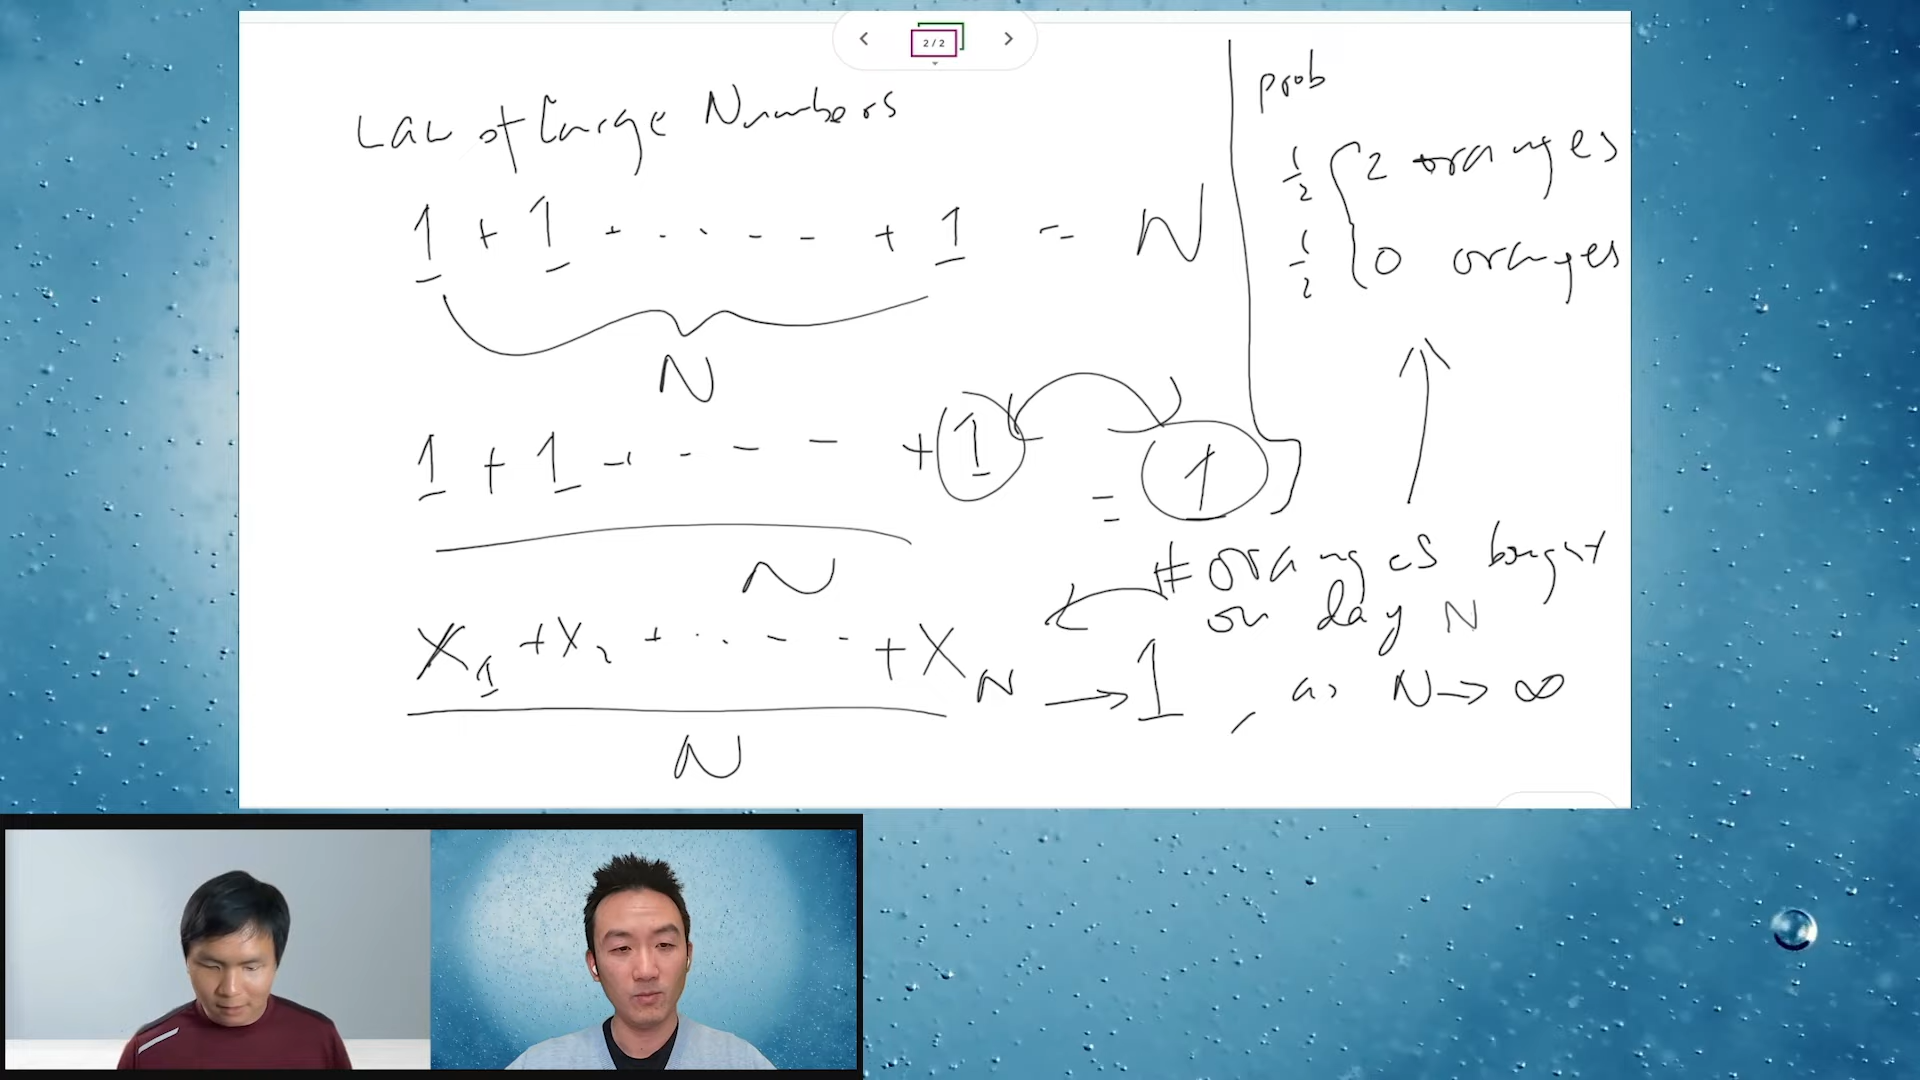 2 / 2
Law of Large Numbers
1 + 1 + . . - - + 1 = N
N
1 + 1 - - - - + 1 = 1
N
X1 + X2 + . . - - + XN → 1 , as N → ∞
N
prob
1/2 { 2 oranges
1/2 { 0 oranges
# oranges bought
on day N